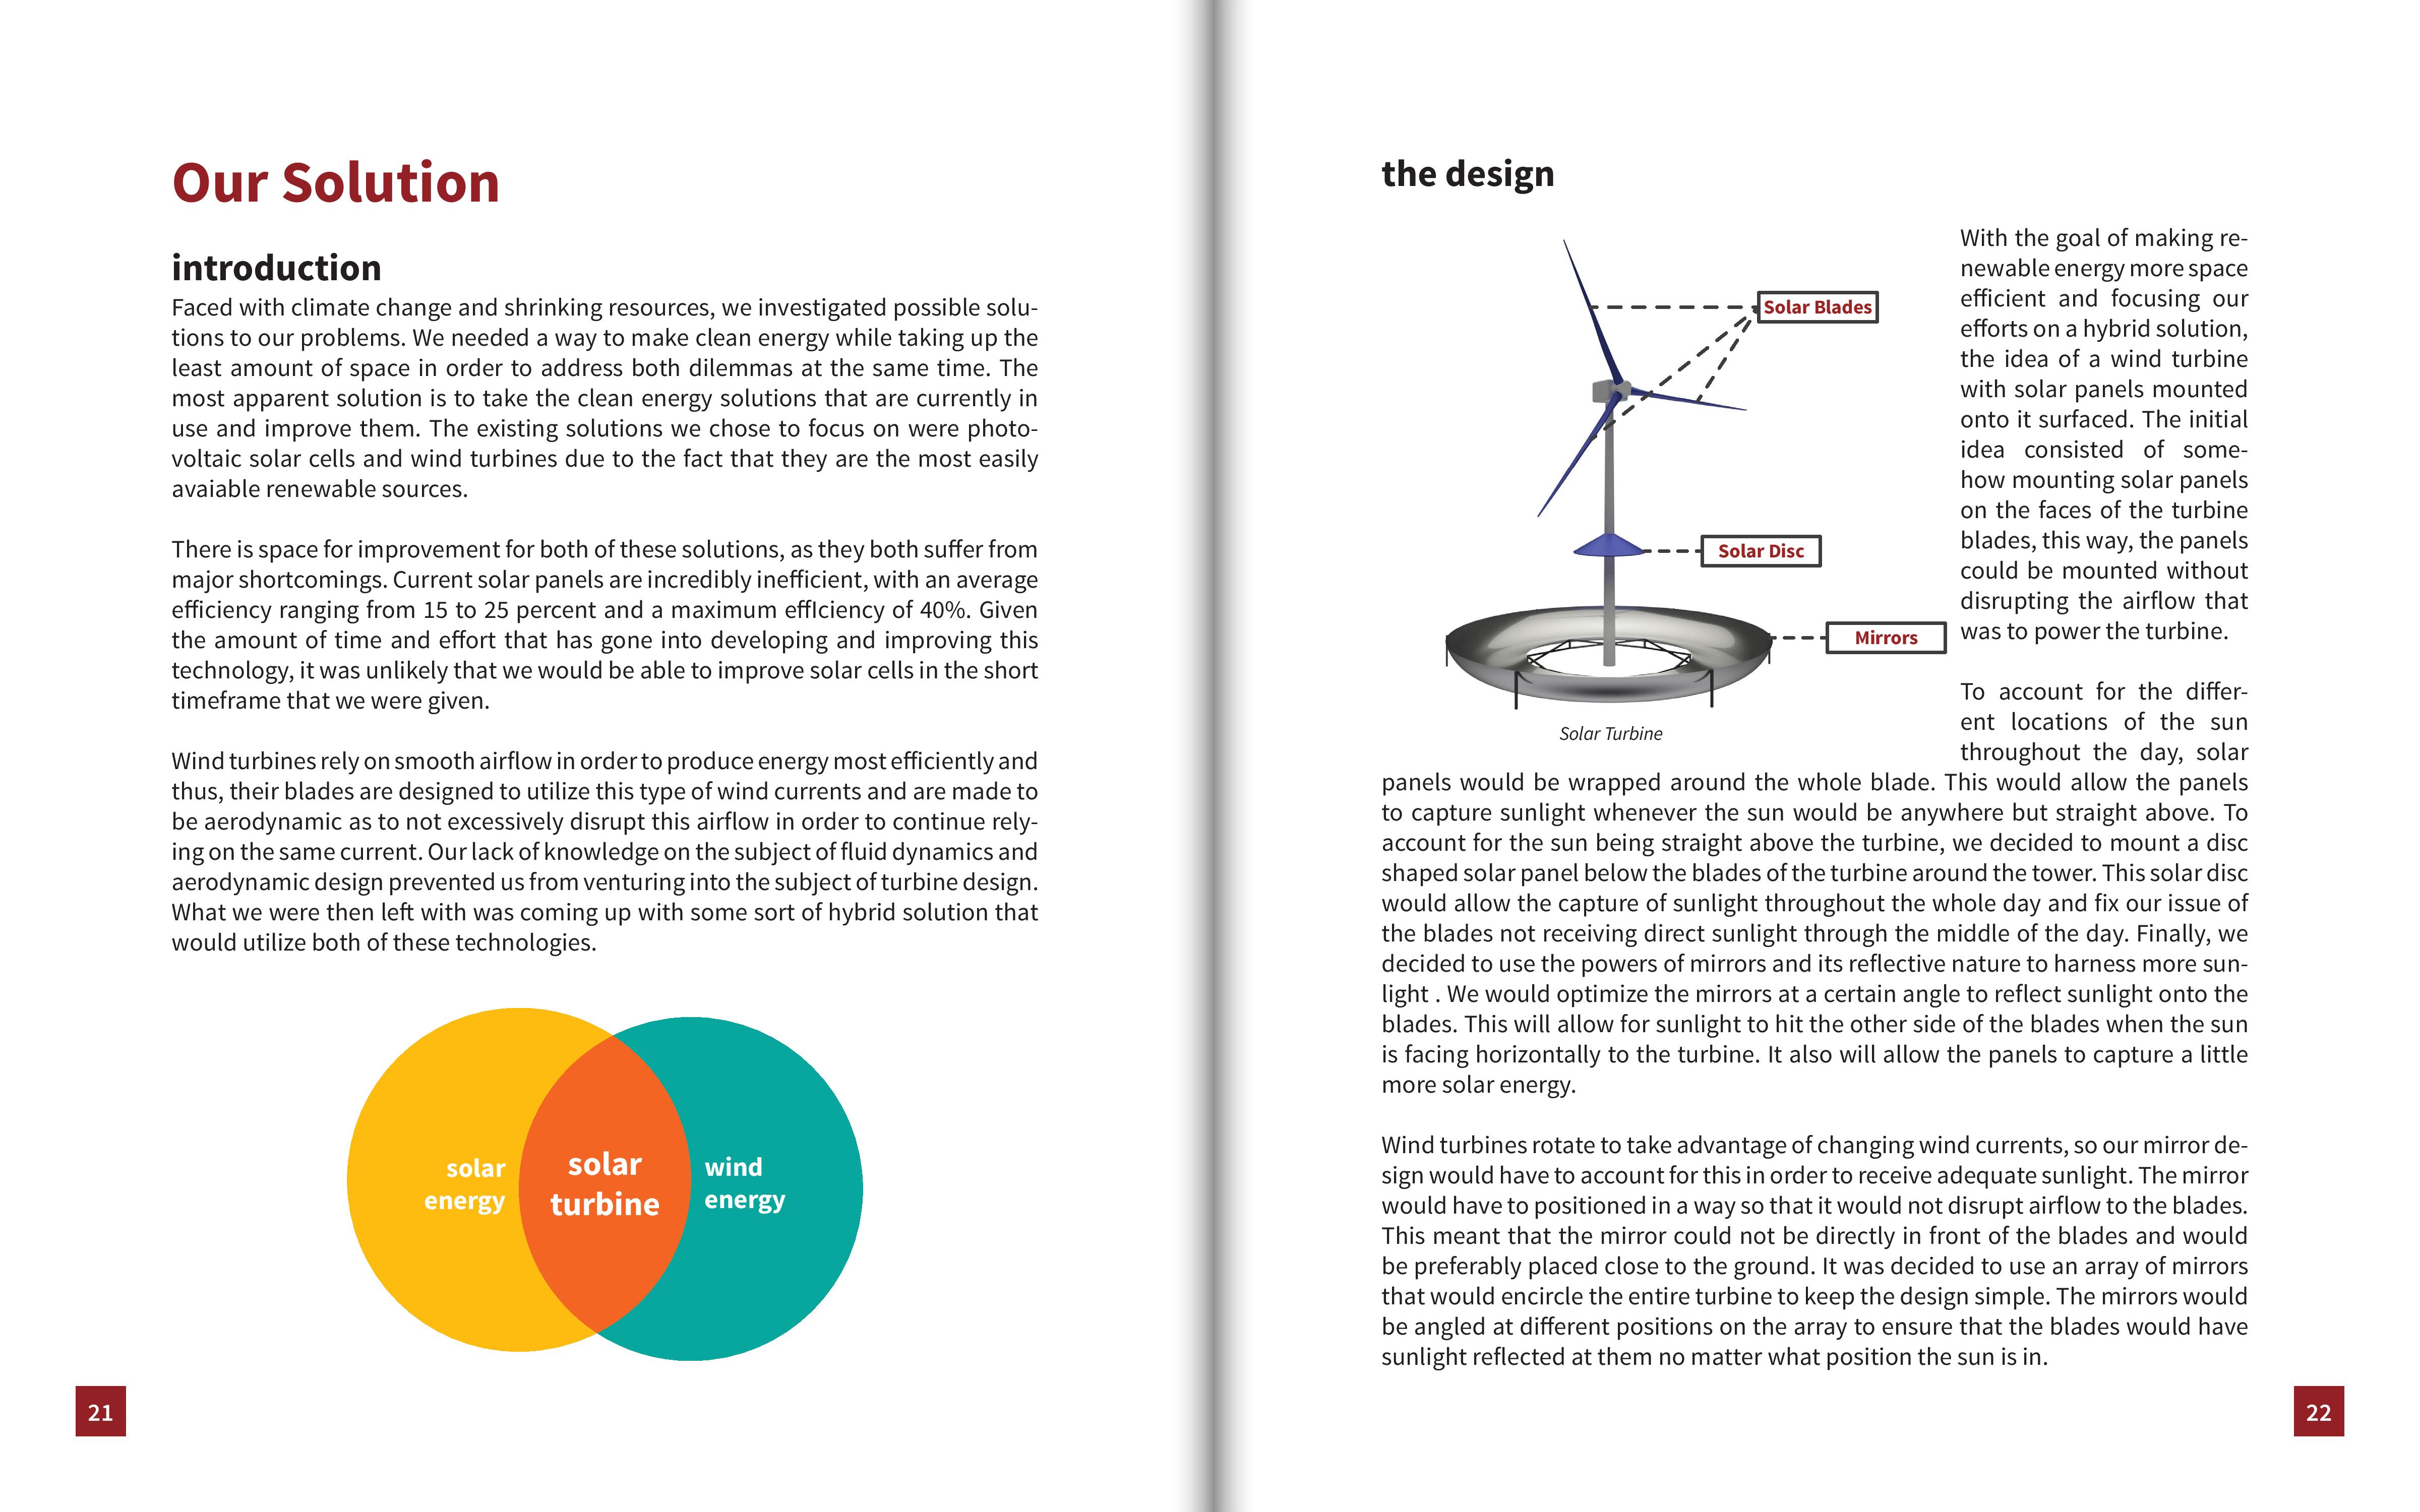 Our Solution
introduction
Faced with climate change and shrinking resources, we investigated possible solu-
tions to our problems. We needed a way to make clean energy while taking up the
least amount of space in order to address both dilemmas at the same time. The
most apparent solution is to take the clean energy solutions that are currently in
use and improve them. The existing solutions we chose to focus on were photo-
voltaic solar cells and wind turbines due to the fact that they are the most easily
avaiable renewable sources.
There is space for improvement for both of these solutions, as they both suffer from
major shortcomings. Current solar panels are incredibly inefficient, with an average
efficiency ranging from 15 to 25 percent and a maximum effIciency of 40%. Given
the amount of time and effort that has gone into developing and improving this
technology, it was unlikely that we would be able to improve solar cells in the short
timeframe that we were given.
Wind turbines rely on smooth airflow in order to produce energy most efficiently and
thus, their blades are designed to utilize this type of wind currents and are made to
be aerodynamic as to not excessively disrupt this airflow in order to continue rely-
ing on the same current. Our lack of knowledge on the subject of fluid dynamics and
aerodynamic design prevented us from venturing into the subject of turbine design.
What we were then left with was coming up with some sort of hybrid solution that
would utilize both of these technologies.
solar
energy
solar
turbine
wind
energy
21
the design
Solar Blades
Solar Disc
Mirrors
Solar Turbine
With the goal of making re-
newable energy more space
efficient and focusing our
efforts on a hybrid solution,
the idea of a wind turbine
with solar panels mounted
onto it surfaced. The initial
idea consisted of some-
how mounting solar panels
on the faces of the turbine
blades, this way, the panels
could be mounted without
disrupting the airflow that
was to power the turbine.
To account for the differ-
ent locations of the sun
throughout the day, solar
panels would be wrapped around the whole blade. This would allow the panels
to capture sunlight whenever the sun would be anywhere but straight above. To
account for the sun being straight above the turbine, we decided to mount a disc
shaped solar panel below the blades of the turbine around the tower. This solar disc
would allow the capture of sunlight throughout the whole day and fix our issue of
the blades not receiving direct sunlight through the middle of the day. Finally, we
decided to use the powers of mirrors and its reflective nature to harness more sun-
light . We would optimize the mirrors at a certain angle to reflect sunlight onto the
blades. This will allow for sunlight to hit the other side of the blades when the sun
is facing horizontally to the turbine. It also will allow the panels to capture a little
more solar energy.
Wind turbines rotate to take advantage of changing wind currents, so our mirror de-
sign would have to account for this in order to receive adequate sunlight. The mirror
would have to positioned in a way so that it would not disrupt airflow to the blades.
This meant that the mirror could not be directly in front of the blades and would
be preferably placed close to the ground. It was decided to use an array of mirrors
that would encircle the entire turbine to keep the design simple. The mirrors would
be angled at different positions on the array to ensure that the blades would have
sunlight reflected at them no matter what position the sun is in.
22